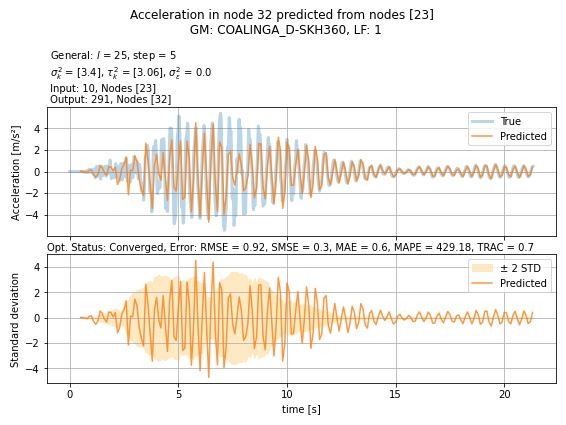 Acceleration in node 32 predicted from nodes [23]
GM: COALINGA_D-SKH360, LF: 1
General: l = 25, step = 5
σ²ₖ = [3.4], τ²ₖ = [3.06], σ²ε = 0.0
Input: 10, Nodes [23]
Output: 291, Nodes [32]
Acceleration [m/s²]
4
2
0
−2
−4
True
Predicted
Opt. Status: Converged, Error: RMSE = 0.92, SMSE = 0.3, MAE = 0.6, MAPE = 429.18, TRAC = 0.7
Standard deviation
4
2
0
−2
−4
± 2 STD
Predicted
0 5 10 15 20
time [s]